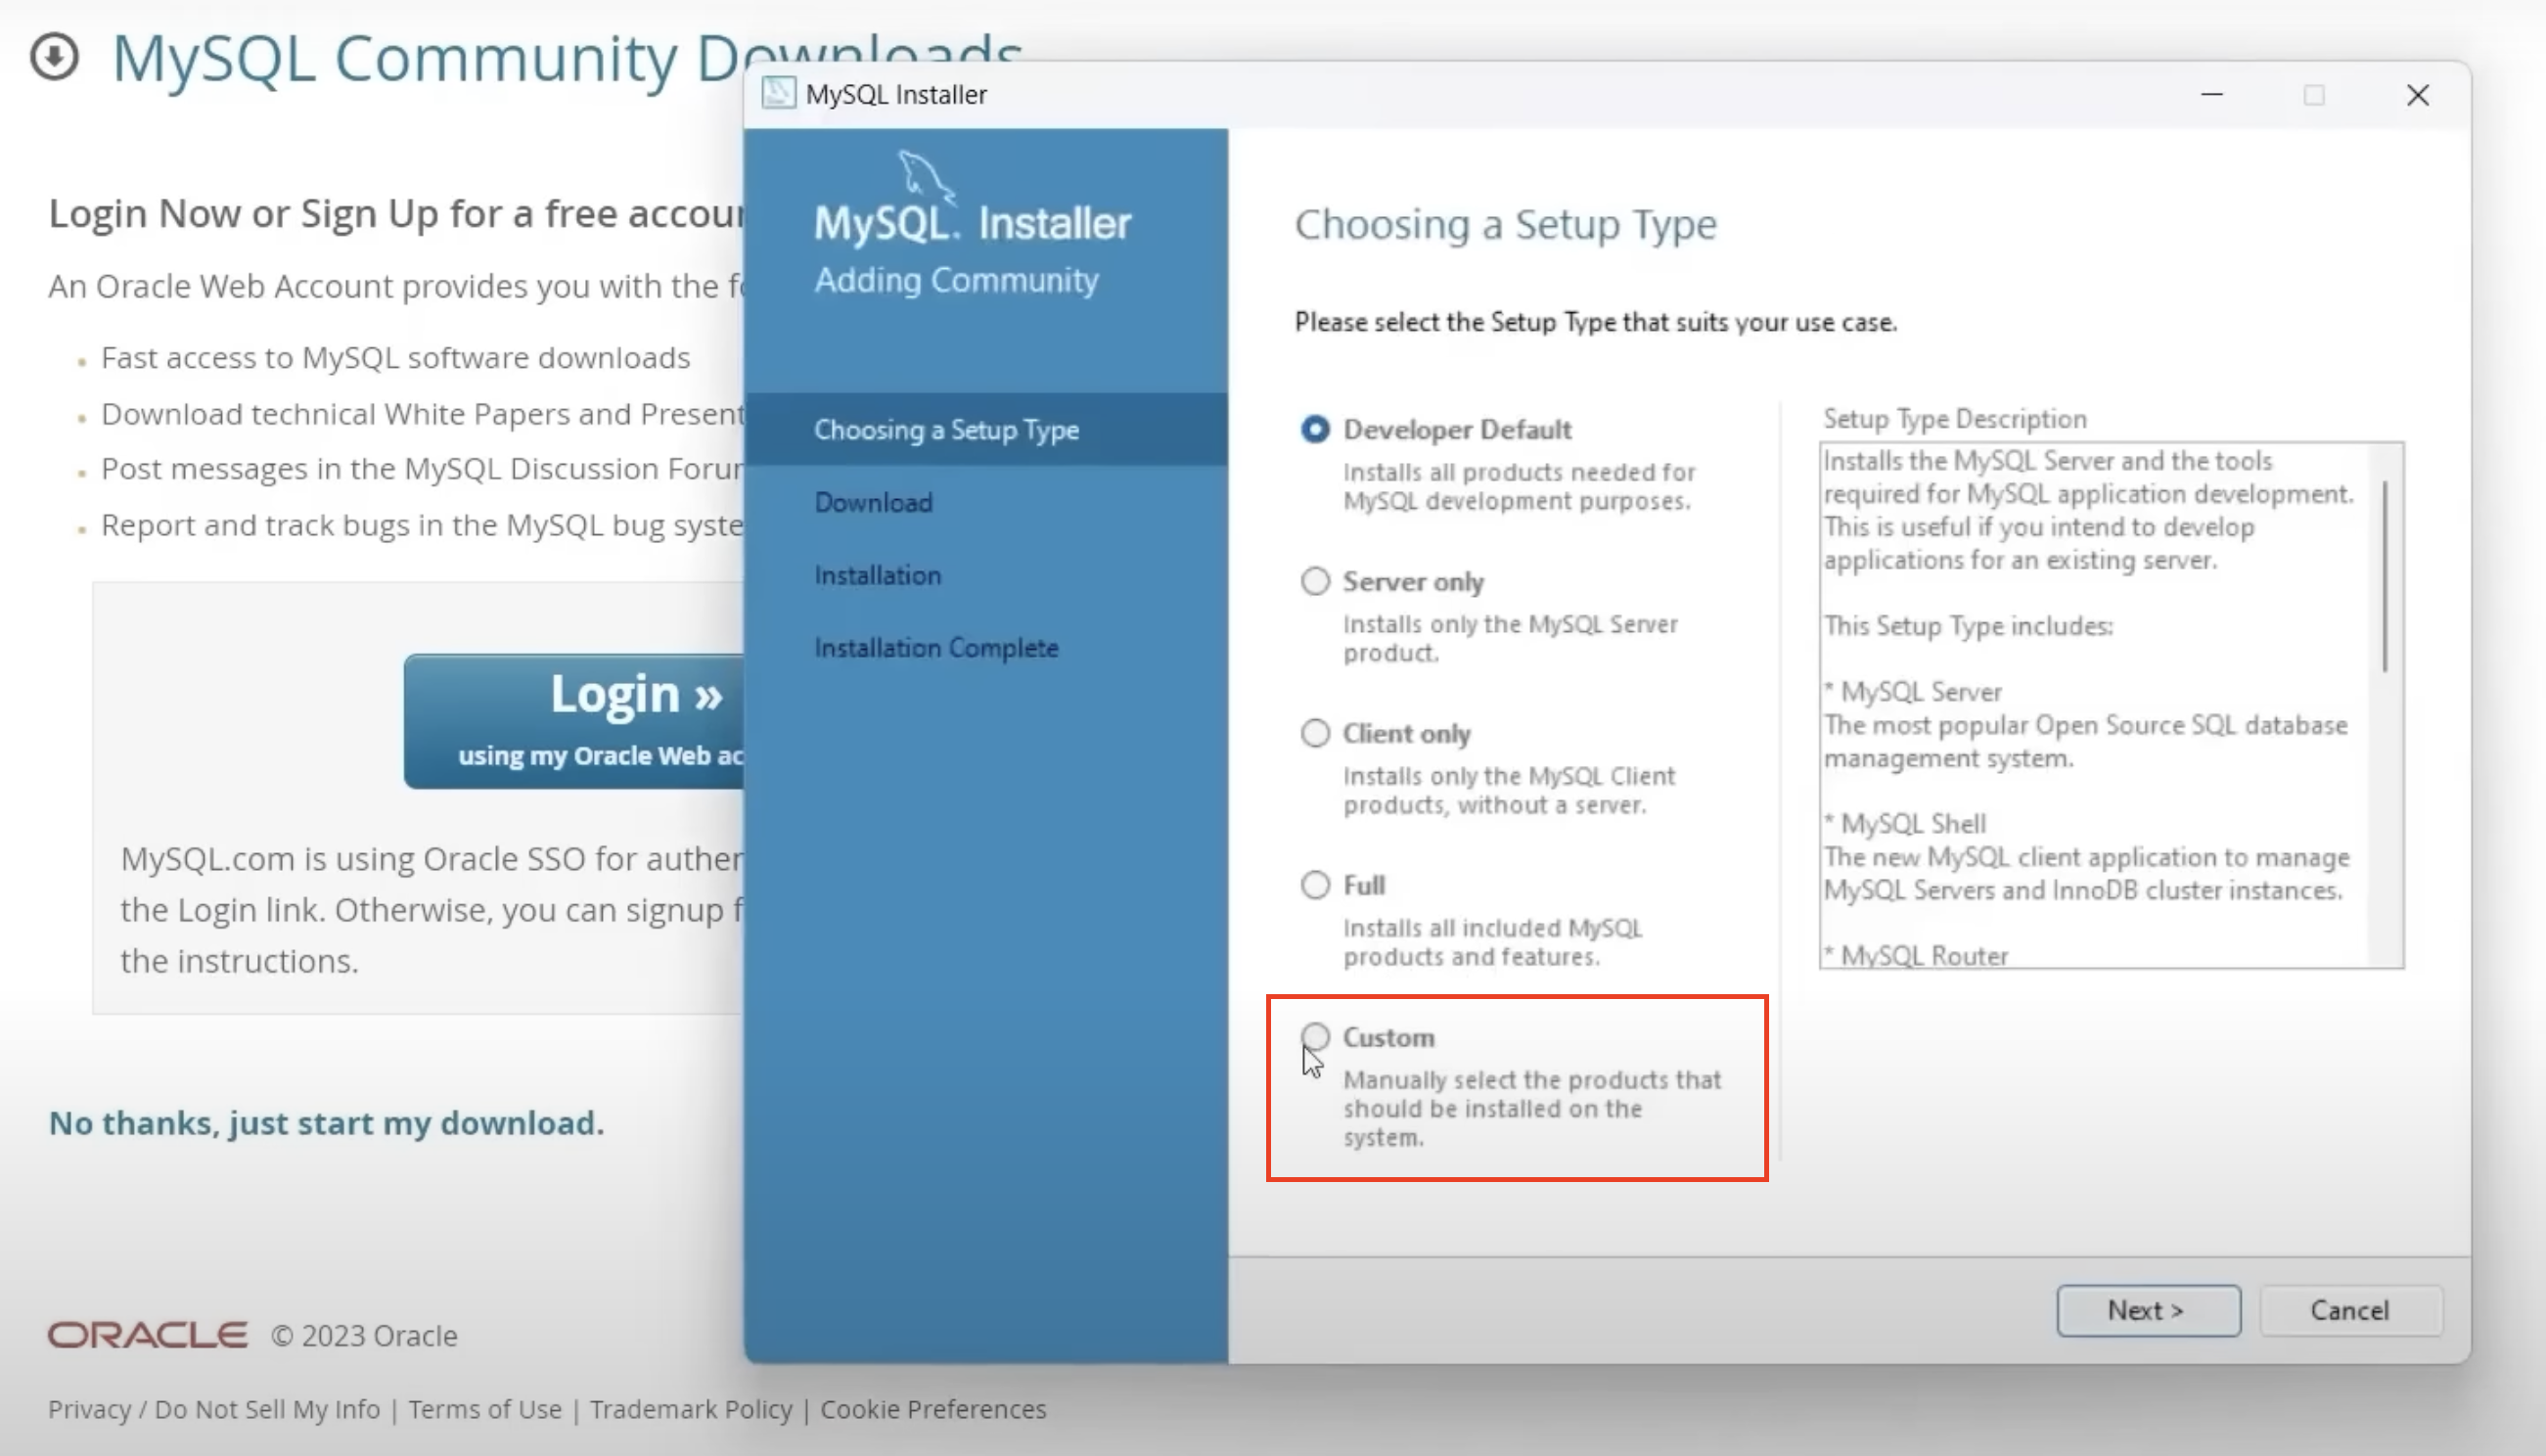 MySQL Community Downloads
Login Now or Sign Up for a free accou
An Oracle Web Account provides you with the
Fast access to MySQL software downloads
Download technical White Papers and Present
Post messages in the MySQL Discussion Foru
Report and track bugs in the MySQL bug syste
Login »
using my Oracle Web ac
MySQL.com is using Oracle SSO for authen
the Login link. Otherwise, you can signup f
the instructions.
No thanks, just start my download.
ORACLE © 2023 Oracle
Privacy / Do Not Sell My Info | Terms of Use | Trademark Policy | Cookie Preferences
MySQL Installer
MySQL. Installer
Adding Community
Choosing a Setup Type
Download
Installation
Installation Complete
Choosing a Setup Type
Please select the Setup Type that suits your use case.
Developer Default
Installs all products needed for
MySQL development purposes.
Server only
Installs only the MySQL Server
product.
Client only
Installs only the MySQL Client
products, without a server.
Full
Installs all included MySQL
products and features.
Custom
Manually select the products that
should be installed on the
system.
Setup Type Description
Installs the MySQL Server and the tools
required for MySQL application development.
This is useful if you intend to develop
applications for an existing server.
This Setup Type includes:
* MySQL Server
The most popular Open Source SQL database
management system.
* MySQL Shell
The new MySQL client application to manage
MySQL Servers and InnoDB cluster instances.
* MySQL Router
Next >
Cancel